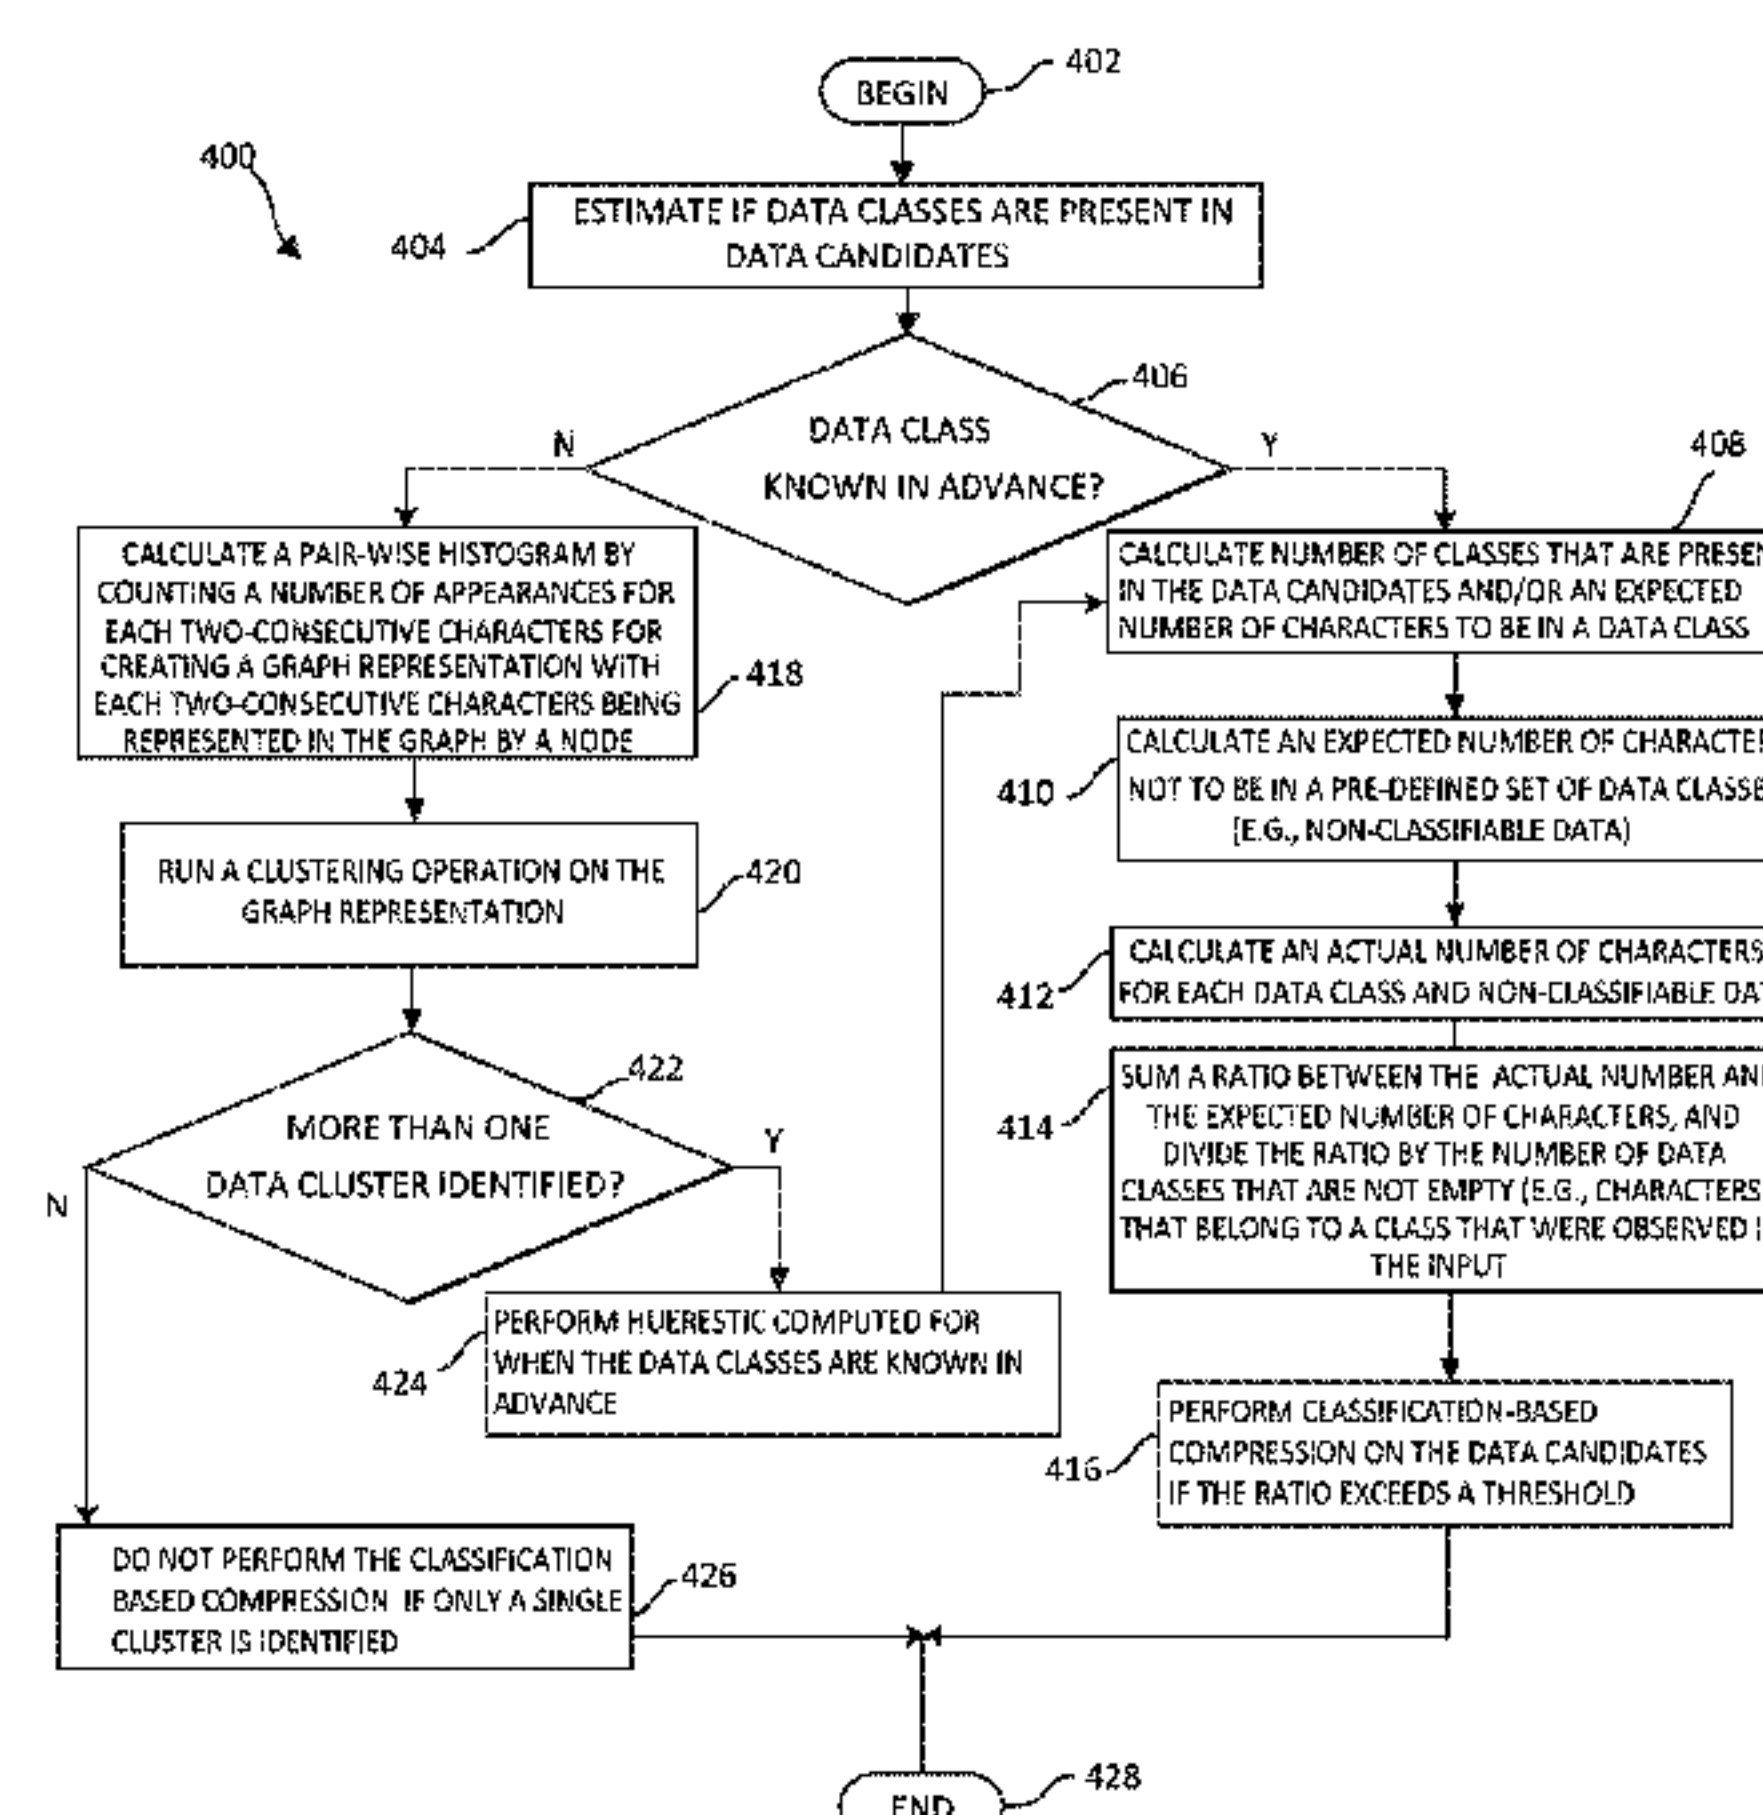 402
BEGIN
400
ESTIMATE IF DATA CLASSES ARE PRESENT IN
DATA CANDIDATES
404
406
DATA CLASS
KNOWN IN ADVANCE?
N
Y
408
CALCULATE A PAIR-WISE HISTOGRAM BY
COUNTING A NUMBER OF APPEARANCES FOR
EACH TWO-CONSECUTIVE CHARACTERS FOR
CREATING A GRAPH REPRESENTATION WITH
EACH TWO-CONSECUTIVE CHARACTERS BEING
REPRESENTED IN THE GRAPH BY A NODE
418
CALCULATE NUMBER OF CLASSES THAT ARE PRESEN
IN THE DATA CANDIDATES AND/OR AN EXPECTED
NUMBER OF CHARACTERS TO BE IN A DATA CLASS
CALCULATE AN EXPECTED NUMBER OF CHARACTE
NOT TO BE IN A PRE-DEFINED SET OF DATA CLASSE
(E.G., NON-CLASSIFIABLE DATA)
410
RUN A CLUSTERING OPERATION ON THE
GRAPH REPRESENTATION
420
CALCULATE AN ACTUAL NUMBER OF CHARACTERS
FOR EACH DATA CLASS AND NON-CLASSIFIABLE DA
412
422
MORE THAN ONE
DATA CLUSTER IDENTIFIED?
Y
N
SUM A RATIO BETWEEN THE ACTUAL NUMBER AN
THE EXPECTED NUMBER OF CHARACTERS, AND
DIVIDE THE RATIO BY THE NUMBER OF DATA
CLASSES THAT ARE NOT EMPTY (E.G., CHARACTERS
THAT BELONG TO A CLASS THAT WERE OBSERVED I
THE INPUT
414
PERFORM HUERESTIC COMPUTED FOR
WHEN THE DATA CLASSES ARE KNOWN IN
ADVANCE
424
PERFORM CLASSIFICATION-BASED
COMPRESSION ON THE DATA CANDIDATES
IF THE RATIO EXCEEDS A THRESHOLD
416
DO NOT PERFORM THE CLASSIFICATION
BASED COMPRESSION IF ONLY A SINGLE
CLUSTER IS IDENTIFIED
426
428
END